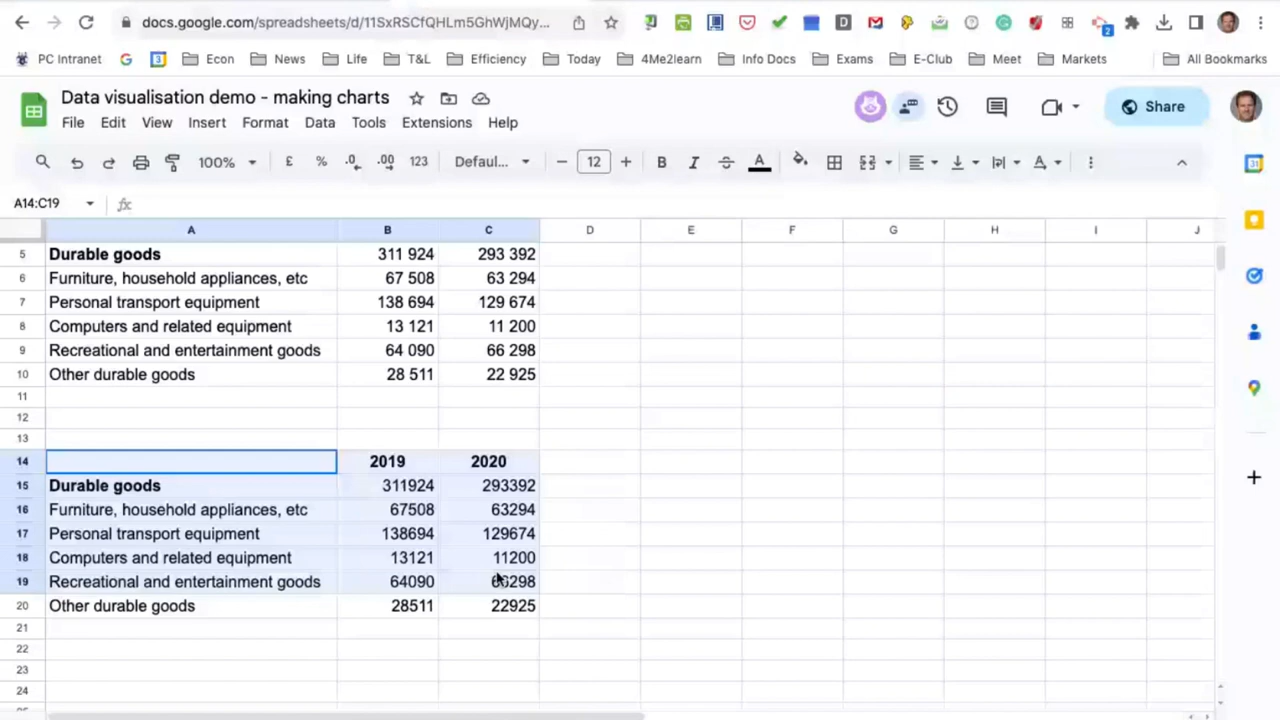 docs.google.com/spreadsheets/d/11SxRSCfQHLm5GhWjMQy...
2
PC Intranet Econ News Life T&L Efficiency Today 4Me2learn Info Docs Exams E-Club Meet Markets All Bookmarks
Data visualisation demo - making charts
Share
File Edit View Insert Format Data Tools Extensions Help
100% £ % .0 .00 123 Defaul... − 12 + B I A
A14:C19 fx
A B C D E F G H I J
5 Durable goods 311 924 293 392
6 Furniture, household appliances, etc 67 508 63 294
7 Personal transport equipment 138 694 129 674
8 Computers and related equipment 13 121 11 200
9 Recreational and entertainment goods 64 090 66 298
10 Other durable goods 28 511 22 925
11
12
13
14 2019 2020
15 Durable goods 311924 293392
16 Furniture, household appliances, etc 67508 63294
17 Personal transport equipment 138694 129674
18 Computers and related equipment 13121 11200
19 Recreational and entertainment goods 64090 66298
20 Other durable goods 28511 22925
21
22
23
24